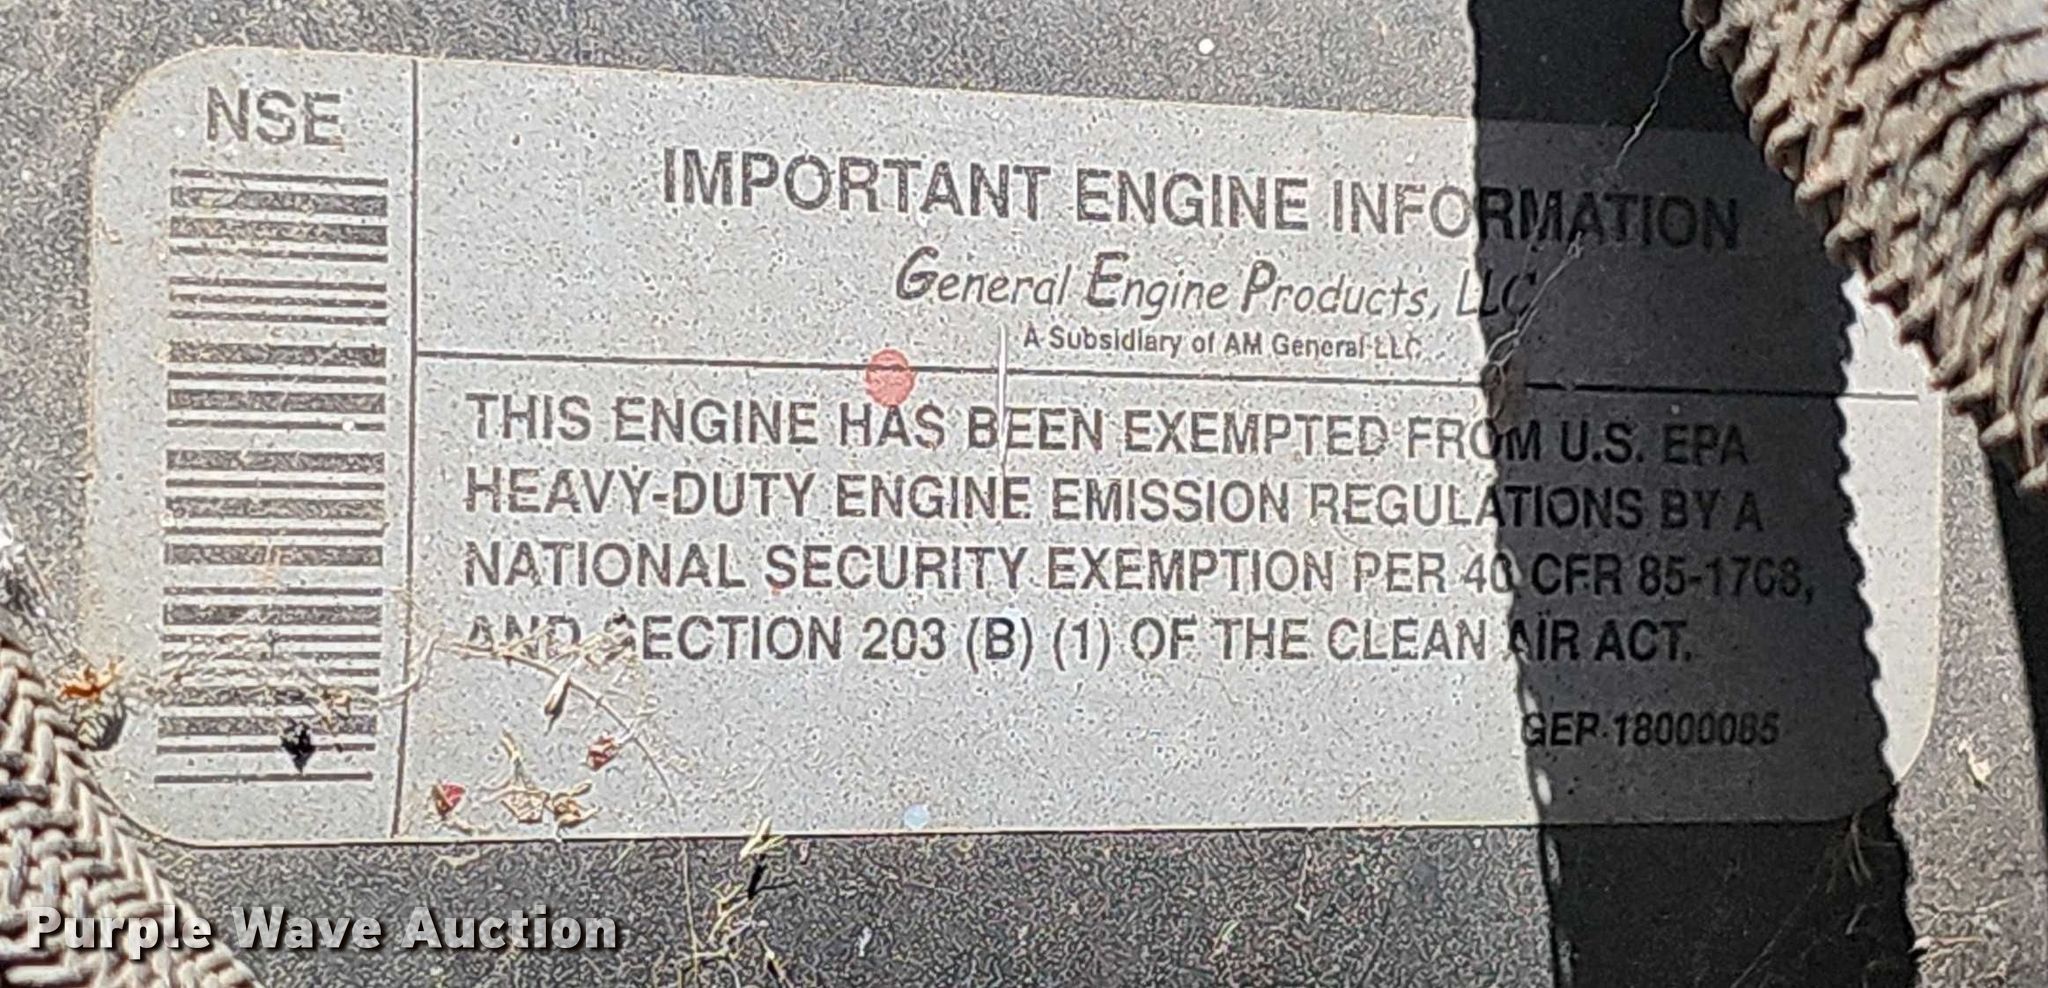 NSE
IMPORTANT ENGINE INFORMATION
General Engine Products, LLC
A Subsidiary of AM General LLC
THIS ENGINE HAS BEEN EXEMPTED FROM U.S. EPA
HEAVY-DUTY ENGINE EMISSION REGULATIONS BY A
NATIONAL SECURITY EXEMPTION PER 40 CFR 85-1708,
AND SECTION 203 (B) (1) OF THE CLEAN AIR ACT.
GEP 18000085
Purple Wave Auction